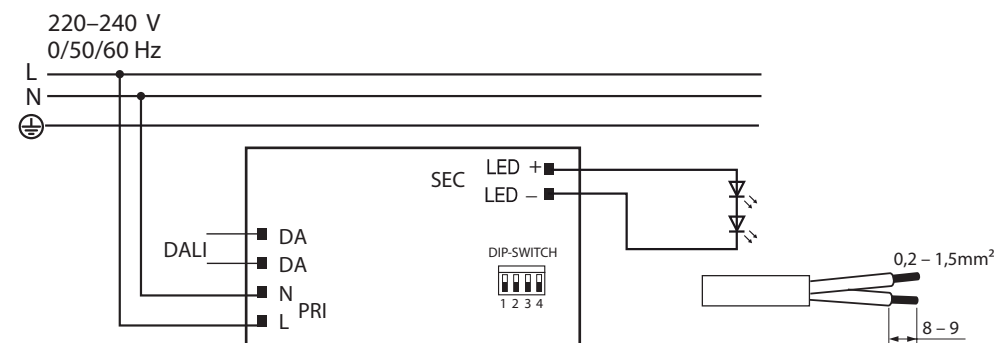 220–240 V
0/50/60 Hz
L
N
LED +
SEC
LED –
DA
DALI
DA
DIP-SWITCH
N
1 2 3 4
PRI
L
0,2 – 1,5mm²
8 – 9